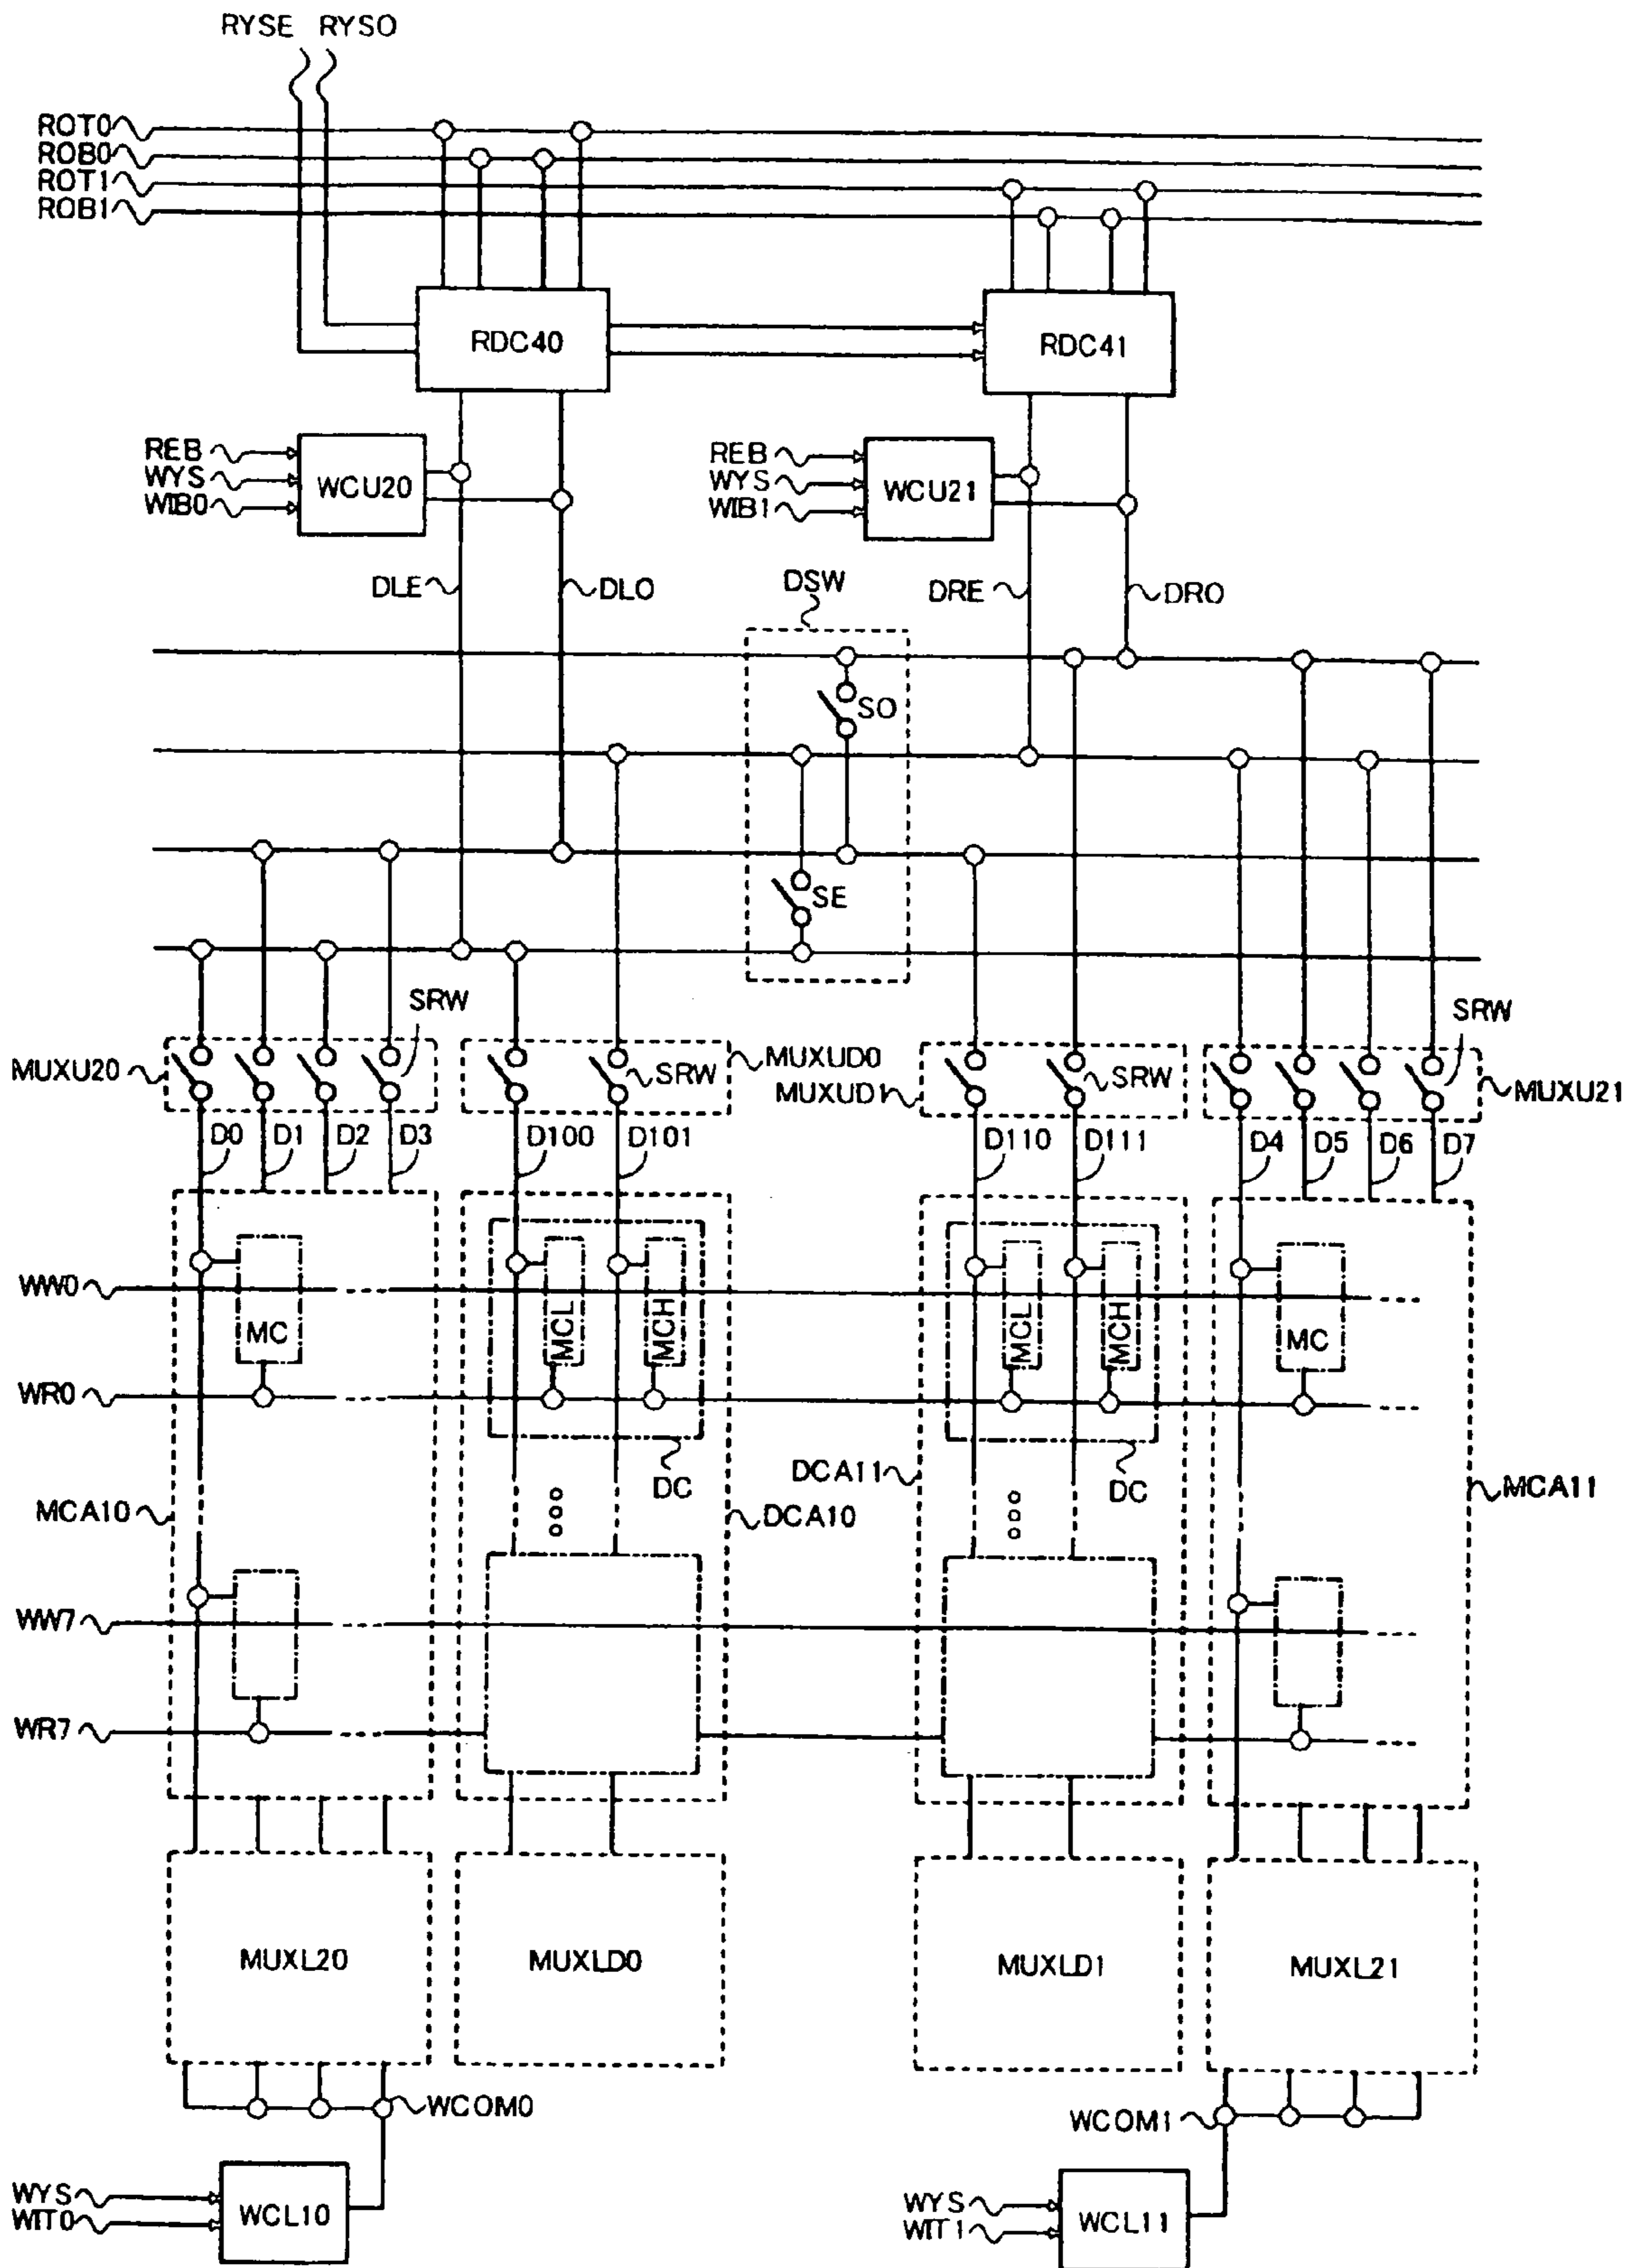 RYSE RYSO
ROT0
ROB0
ROT1
ROB1
RDC40
RDC41
REB
WYS
WIB0
WCU20
REB
WYS
WIB1
WCU21
DLE
DLO
DSW
DRE
DRO
SO
SE
SRW
SRW
MUXU20
SRW
MUXUD0
MUXUD1
SRW
MUXU21
D0
D1
D2
D3
D100
D101
D110
D111
D4
D5
D6
D7
WW0
MC
MCL
MCH
MCL
MCH
MC
WR0
DC
DC
MCA10
DCA10
DCA11
MCA11
WW7
WR7
MUXL20
MUXLD0
MUXLD1
MUXL21
WCOM0
WCOM1
WYS
WIT0
WCL10
WYS
WIT1
WCL11